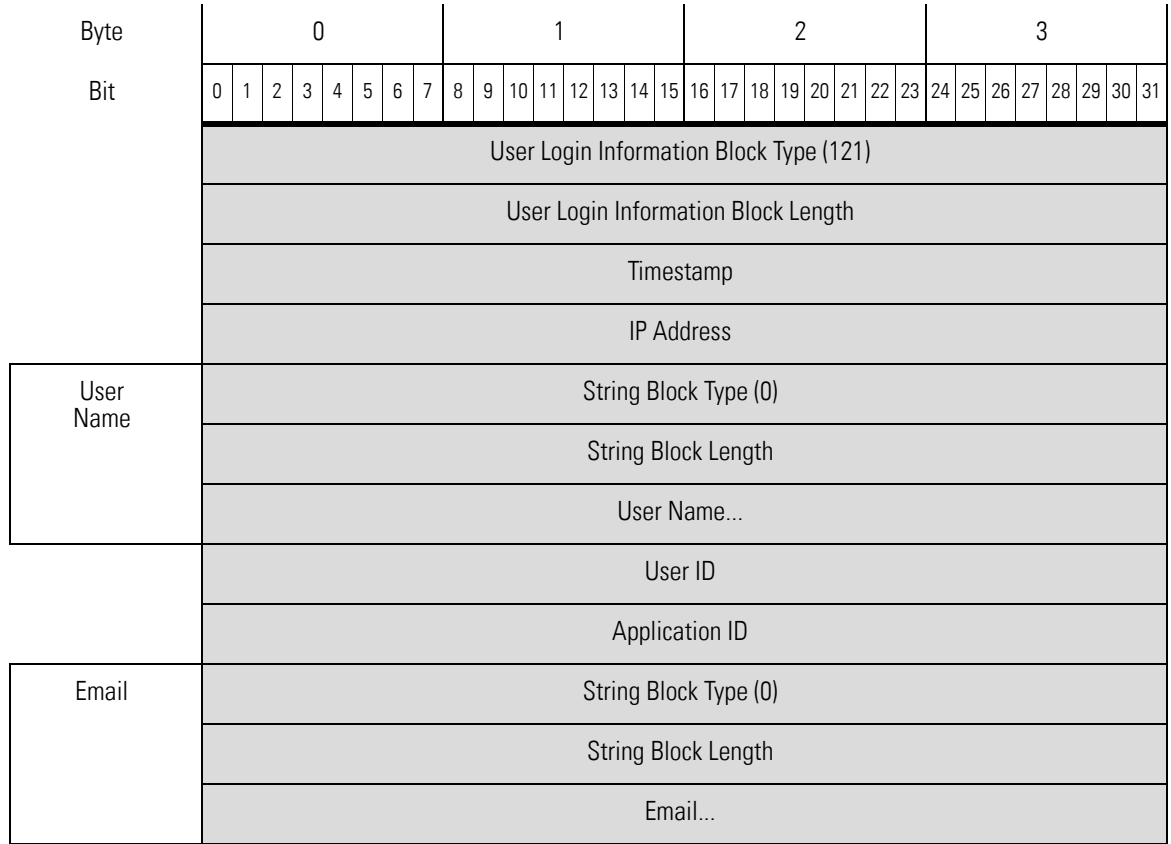 Byte 0 1 2 3
Bit 0 1 2 3 4 5 6 7 8 9 10 11 12 13 14 15 16 17 18 19 20 21 22 23 24 25 26 27 28 29 30 31
User Login Information Block Type (121)
User Login Information Block Length
Timestamp
IP Address
User
Name
String Block Type (0)
String Block Length
User Name...
User ID
Application ID
Email
String Block Type (0)
String Block Length
Email...